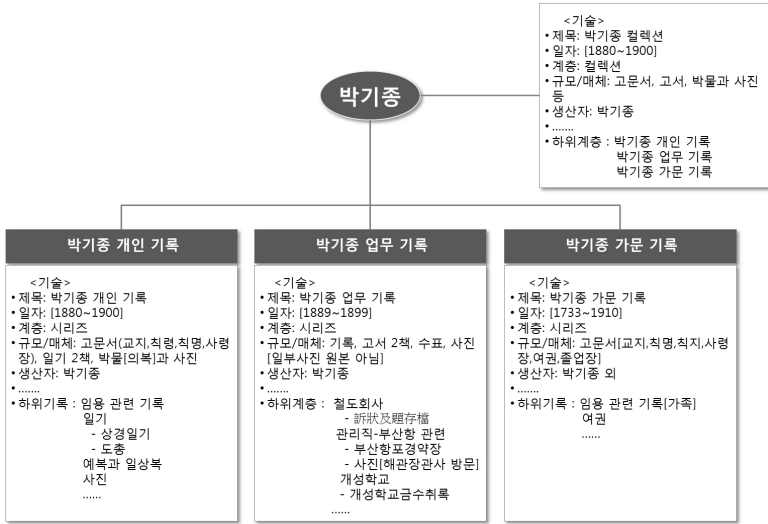 <기술>
• 제목: 박기종 컬렉션
• 일자: [1880~1900]
• 계층: 컬렉션
• 규모/매체: 고문서, 고서, 박물과 사진
등
• 생산자: 박기종
• .......
• 하위계층 : 박기종 개인 기록
박기종 업무 기록
박기종 가문 기록
박기종
박기종 개인 기록
<기술>
• 제목: 박기종 개인 기록
• 일자: [1880~1900]
• 계층: 시리즈
• 규모/매체: 고문서(교지,칙령,칙명,사령
장), 일기 2책, 박물[의복]과 사진
• 생산자: 박기종
• .......
• 하위기록 : 임용 관련 기록
일기
- 상경일기
- 도총
예복과 일상복
사진
......
박기종 업무 기록
<기술>
• 제목: 박기종 업무 기록
• 일자: [1889~1899]
• 계층: 시리즈
• 규모/매체: 기록, 고서 2책, 수표, 사진
[일부사진 원본 아님]
• 생산자: 박기종
• .......
• 하위계층 : 철도회사
- 訴狀及題存檔
관리직-부산항 관련
- 부산항포경약장
- 사진[해관장관사 방문]
개성학교
- 개성학교금수취록
......
박기종 가문 기록
<기술>
• 제목: 박기종 가문 기록
• 일자: [1733~1910]
• 계층: 시리즈
• 규모/매체: 고문서[교지,칙명,칙지,사령
장,여권,졸업장]
• 생산자: 박기종 외
• .......
• 하위기록 : 임용 관련 기록[가족]
여권
......